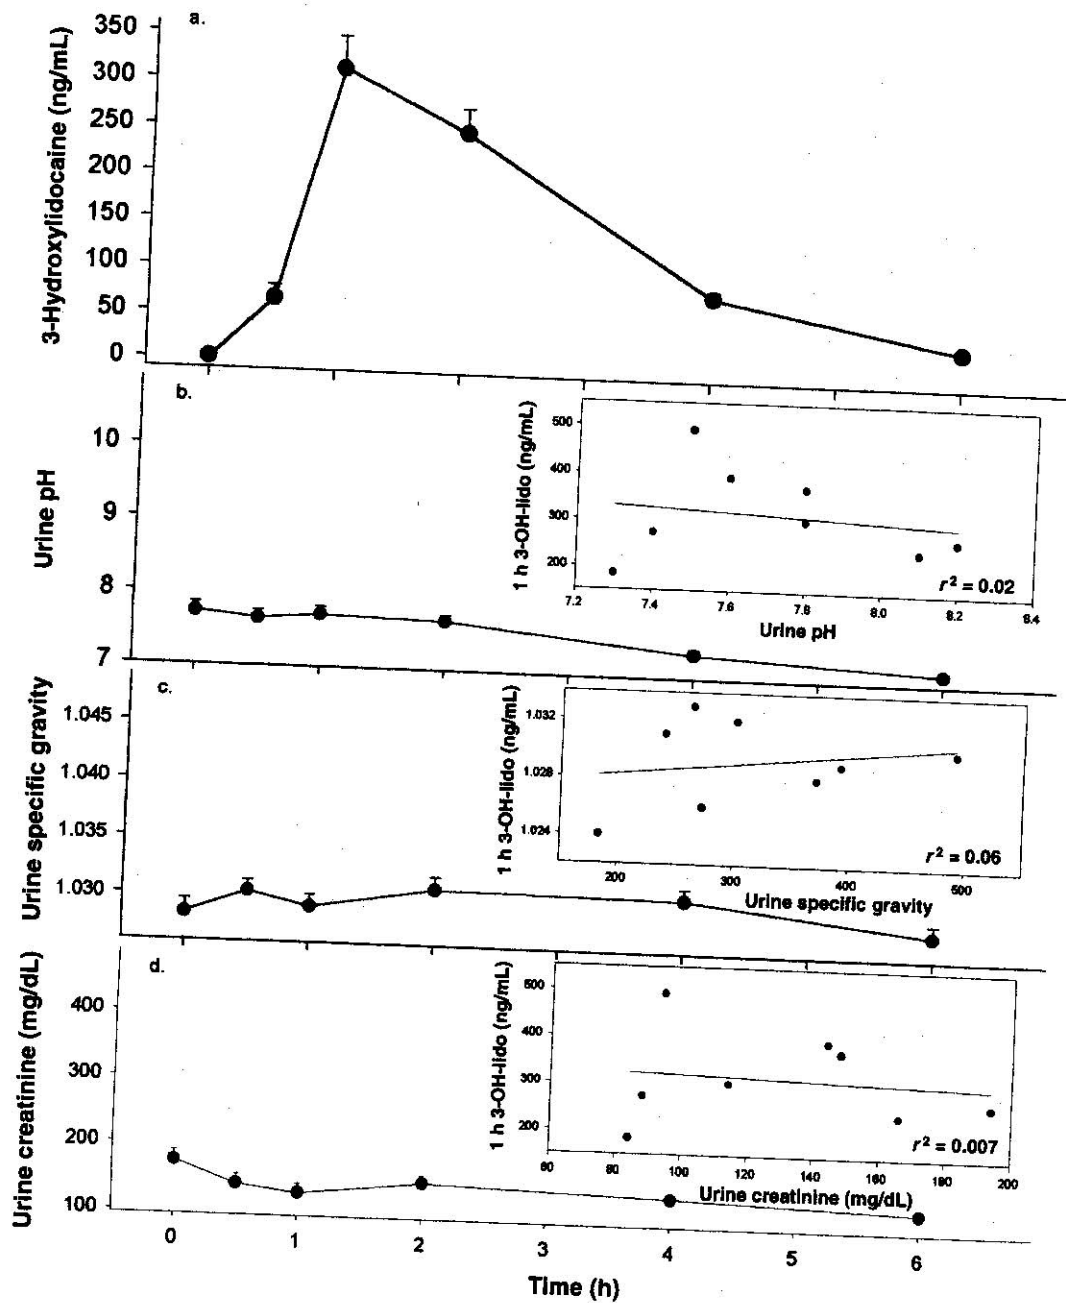 a.
3-Hydroxylidocaine (ng/mL)
350
300
250
200
150
100
50
0
b.
Urine pH
10
9
8
7
1 h 3-OH-lido (ng/mL)
500
400
300
200
r² = 0.02
7.2 7.4 7.6 7.8 8.0 8.2 8.4
Urine pH
c.
Urine specific gravity
1.045
1.040
1.035
1.030
1 h 3-OH-lido (ng/mL)
1.032
1.028
1.024
r² = 0.06
200 300 400 500
Urine specific gravity
d.
Urine creatinine (mg/dL)
400
300
200
100
1 h 3-OH-lido (ng/mL)
500
400
300
200
r² = 0.007
60 80 100 120 140 160 180 200
Urine creatinine (mg/dL)
0 1 2 3 4 5 6
Time (h)